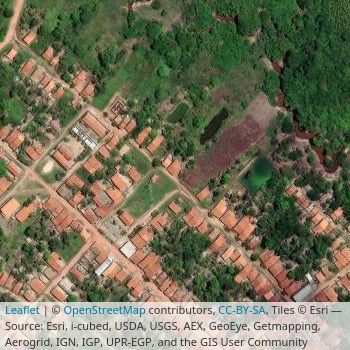 Leaflet | © OpenStreetMap contributors, CC-BY-SA, Tiles © Esri —
Source: Esri, i-cubed, USDA, USGS, AEX, GeoEye, Getmapping,
Aerogrid, IGN, IGP, UPR-EGP, and the GIS User Community